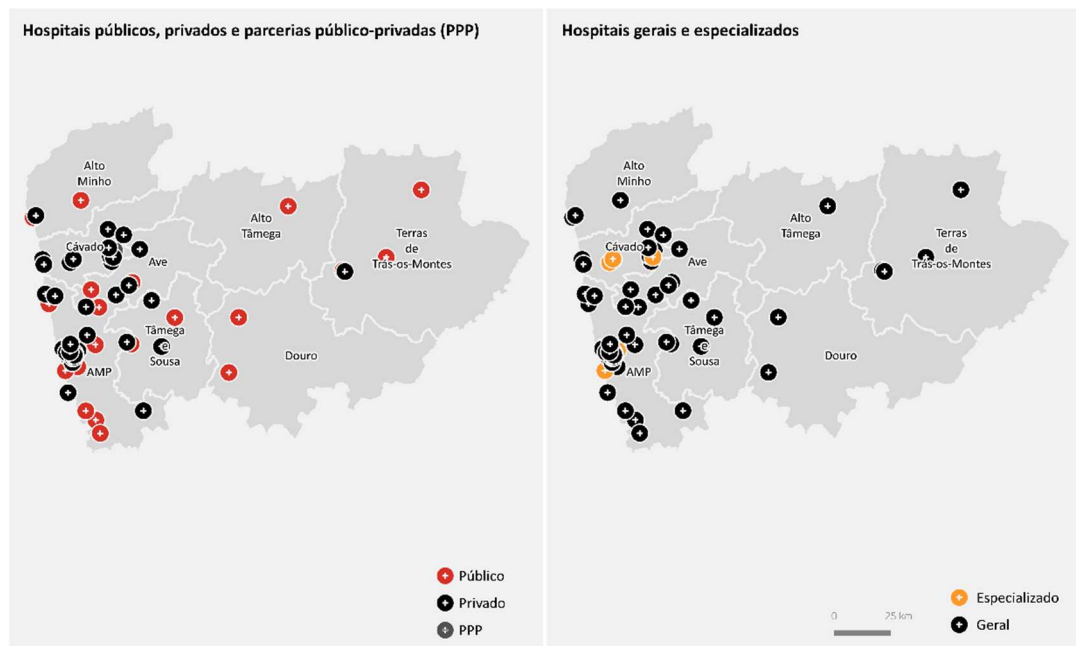 Hospitais públicos, privados e parcerias público-privadas (PPP)
Alto
Minho
Cávado
Ave
Alto
Tâmega
Terras
de
Trás-os-Montes
Tâmega
e
Sousa
Douro
AMP
Público
Privado
PPP
Hospitais gerais e especializados
Alto
Minho
Cávado
Ave
Alto
Tâmega
Terras
de
Trás-os-Montes
Tâmega
e
Sousa
Douro
AMP
0 25 km
Especializado
Geral